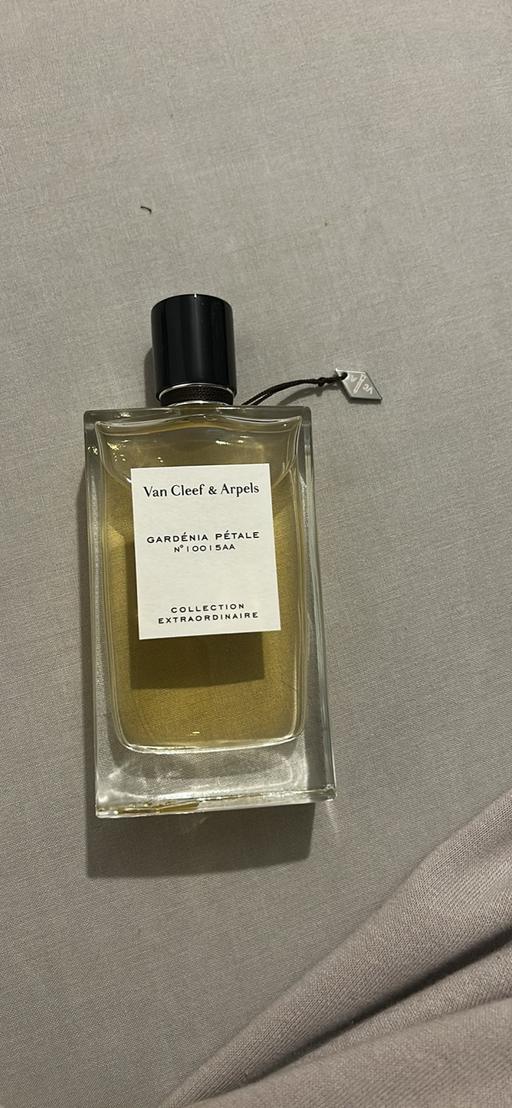 Van Cleef & Arpels
GARDÉNIA PÉTALE
N°10015AA
COLLECTION
EXTRAORDINAIRE